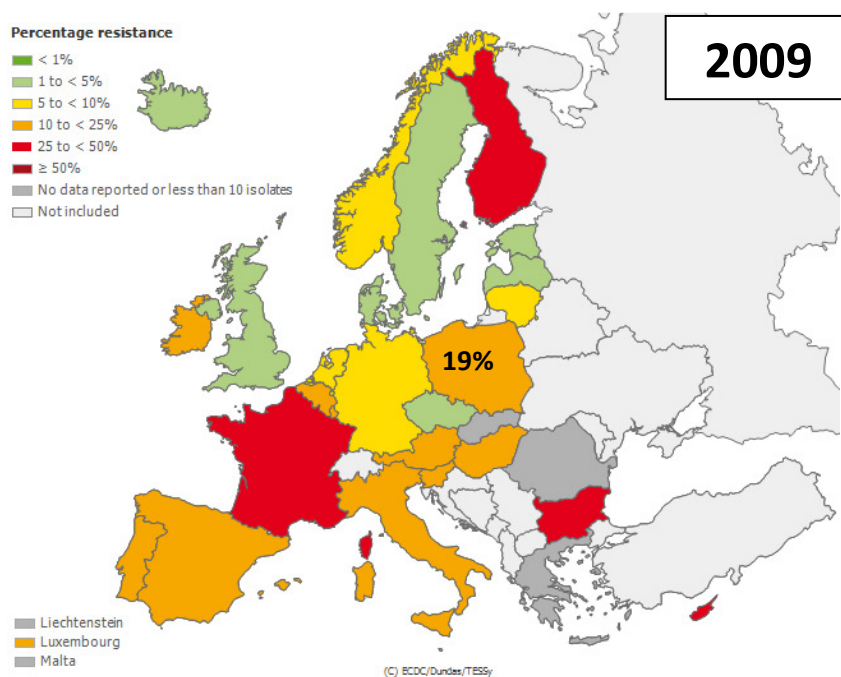 Percentage resistance
2009
< 1%
1 to < 5%
5 to < 10%
10 to < 25%
25 to < 50%
≥ 50%
No data reported or less than 10 isolates
Not included
19%
Liechtenstein
Luxembourg
Malta
(C) ECDC/Dundas/TESSy